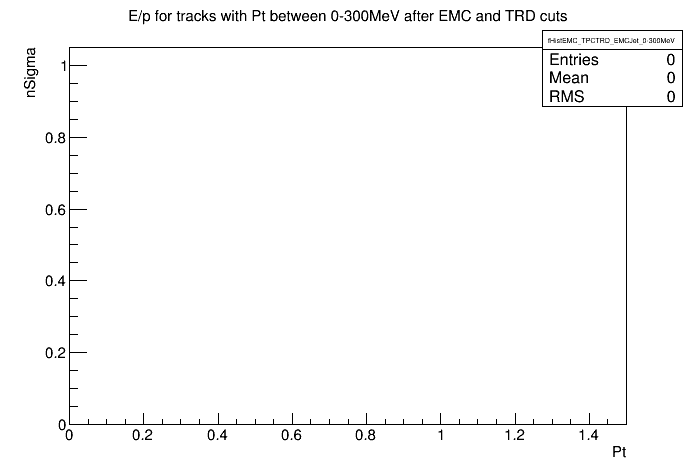 E/p for tracks with Pt between 0-300MeV after EMC and TRD cuts
fHistEMC_TPCTRD_EMCJet_0-300MeV
Entries 0
Mean 0
RMS 0
nSigma
1
0.8
0.6
0.4
0.2
0
0 0.2 0.4 0.6 0.8 1 1.2 1.4
Pt